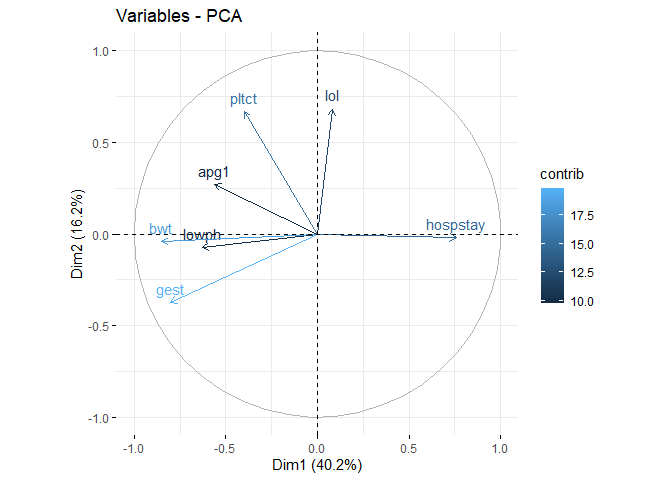 Variables - PCA
1.0
0.5
0.0
-0.5
-1.0
Dim2 (16.2%)
pltct
lol
apg1
bwt
lowph
hospstay
gest
-1.0 -0.5 0.0 0.5 1.0
Dim1 (40.2%)
contrib
17.5
15.0
12.5
10.0